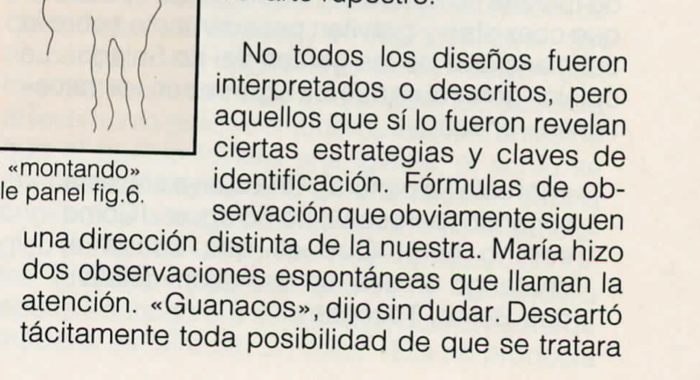 No todos los diseños fueron
interpretados o descritos, pero
aquellos que sí lo fueron revelan
ciertas estrategias y claves de
identificación. Fórmulas de ob-
servación que obviamente siguen
una dirección distinta de la nuestra. María hizo
dos observaciones espontáneas que llaman la
atención. «Guanacos», dijo sin dudar. Descartó
tácitamente toda posibilidad de que se tratara
«montando»
le panel fig.6.